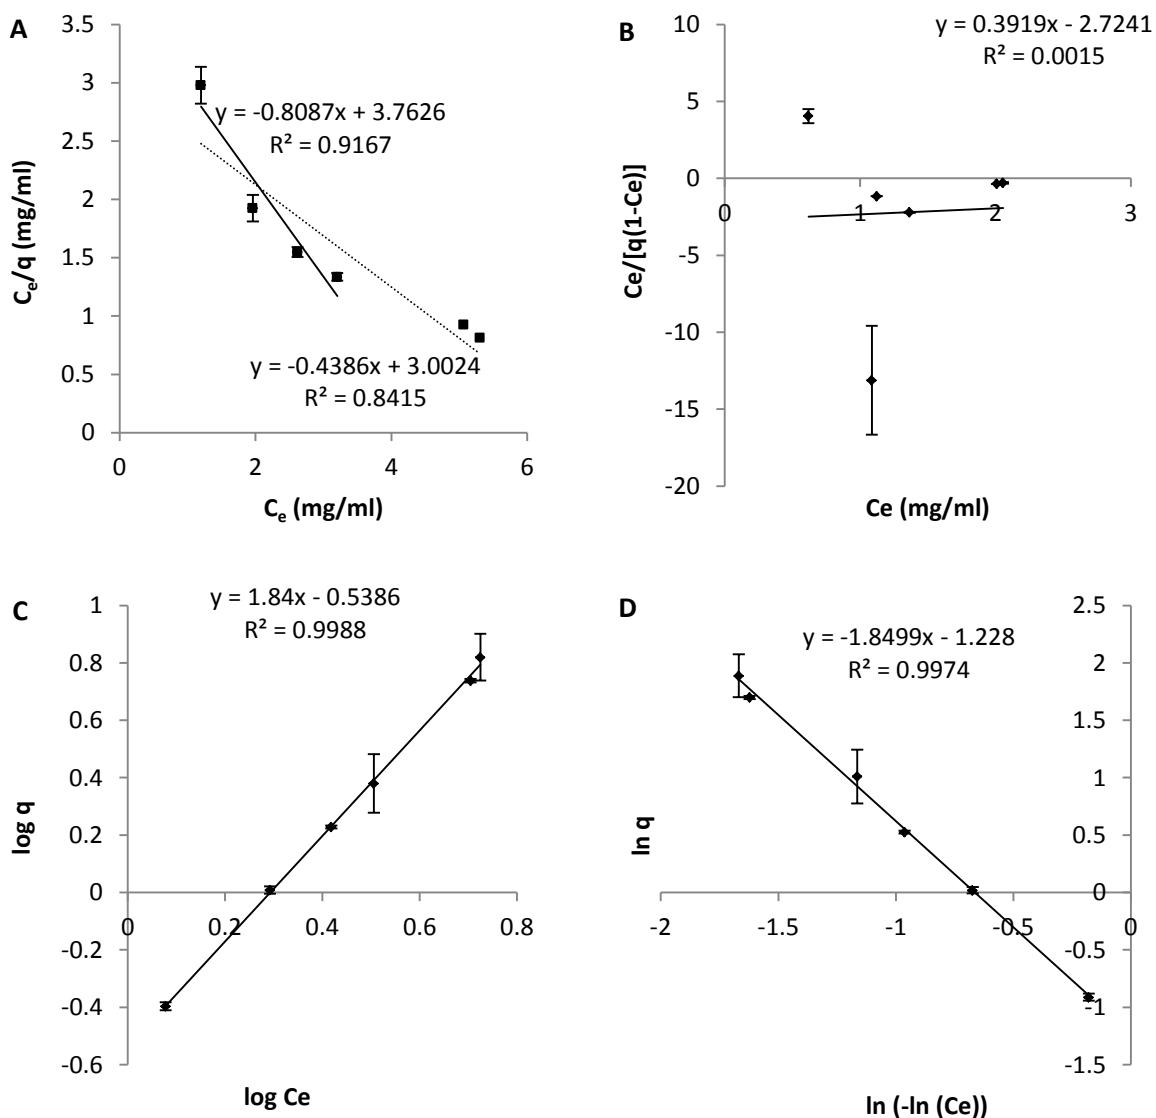 A
3.5
3
2.5
2
1.5
1
0.5
0
0
2
4
6
y = -0.8087x + 3.7626
R² = 0.9167
y = -0.4386x + 3.0024
R² = 0.8415
Ce/q (mg/ml)
Ce (mg/ml)
B
10
5
0
-5
-10
-15
-20
0
1
2
3
y = 0.3919x - 2.7241
R² = 0.0015
Ce/[q(1-Ce)]
Ce (mg/ml)
C
1
0.8
0.6
0.4
0.2
0
-0.2
-0.4
-0.6
0
0.2
0.4
0.6
0.8
y = 1.84x - 0.5386
R² = 0.9988
log q
log Ce
D
2.5
2
1.5
1
0.5
0
-0.5
-1
-1.5
-2
-1.5
-1
-0.5
0
y = -1.8499x - 1.228
R² = 0.9974
ln q
ln (-ln (Ce))